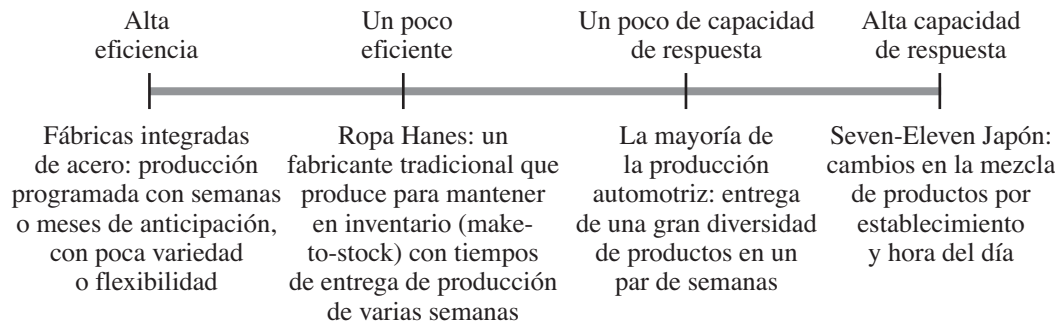 Alta
eficiencia
Un poco
eficiente
Un poco de capacidad
de respuesta
Alta capacidad
de respuesta
Fábricas integradas
de acero: producción
programada con semanas
o meses de anticipación,
con poca variedad
o flexibilidad
Ropa Hanes: un
fabricante tradicional que
produce para mantener
en inventario (make-
to-stock) con tiempos
de entrega de producción
de varias semanas
La mayoría de
la producción
automotriz: entrega
de una gran diversidad
de productos en un
par de semanas
Seven-Eleven Japón:
cambios en la mezcla
de productos por
establecimiento
y hora del día